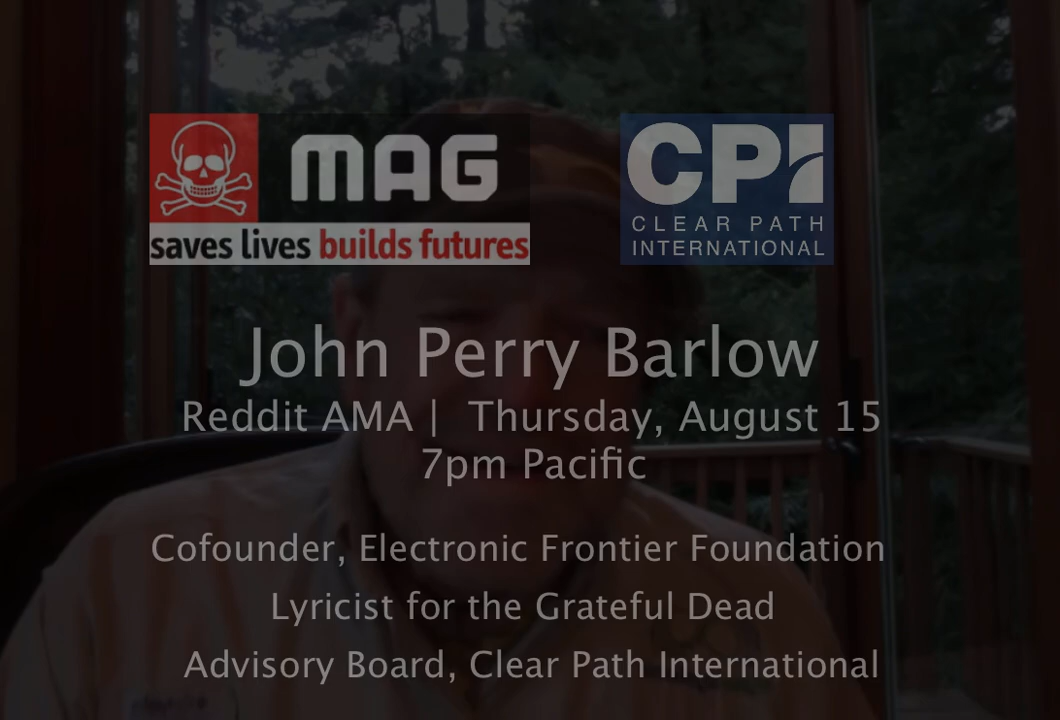 MAG
saves lives builds futures
CPI
CLEAR PATH
INTERNATIONAL
John Perry Barlow
Reddit AMA | Thursday, August 15
7pm Pacific
Cofounder, Electronic Frontier Foundation
Lyricist for the Grateful Dead
Advisory Board, Clear Path International